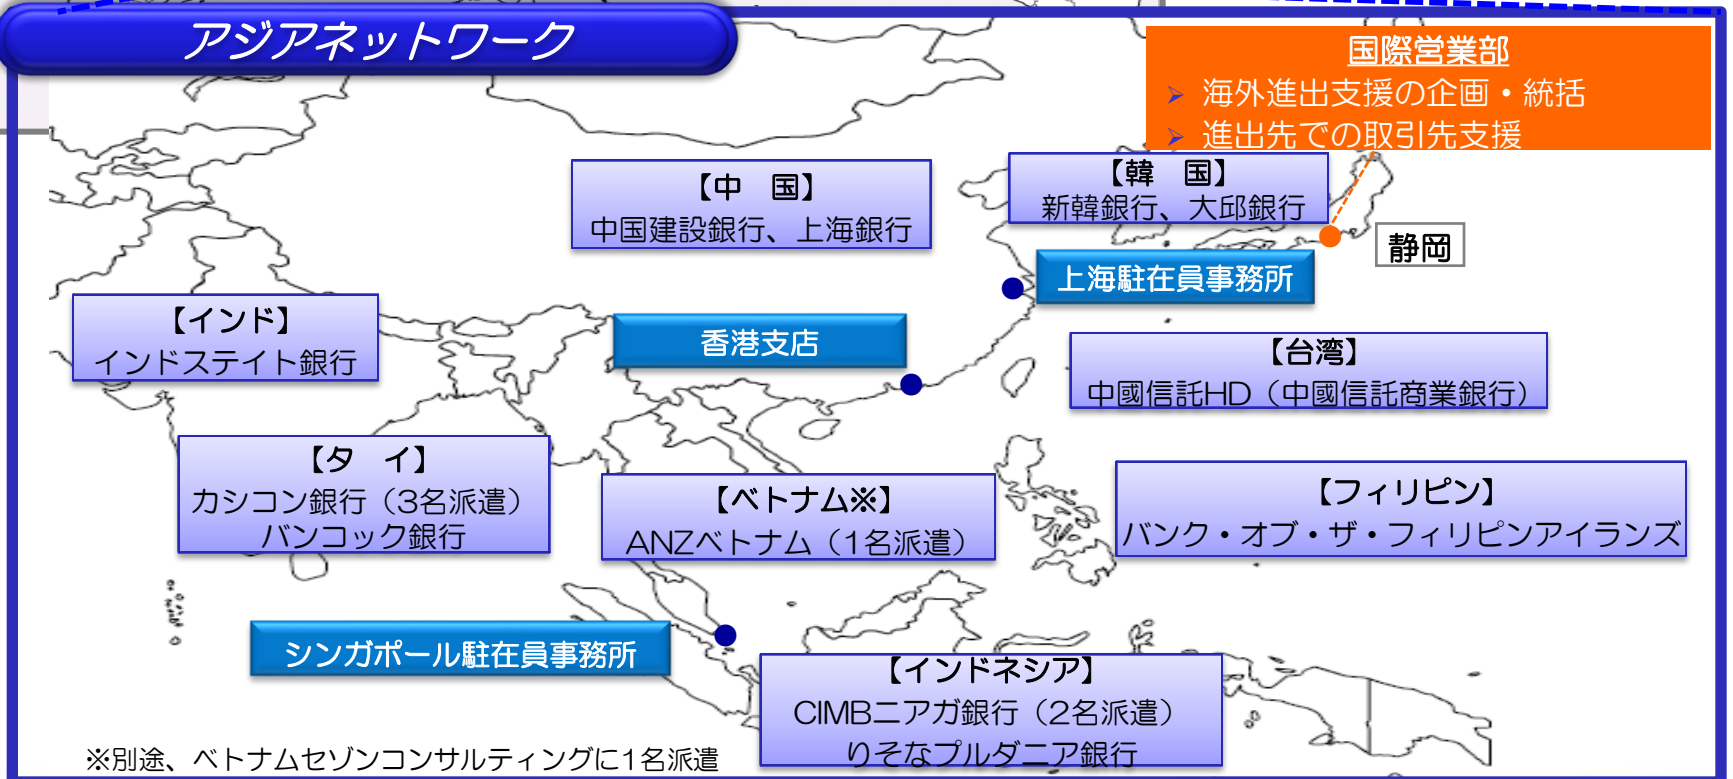 アジアネットワーク
国際営業部
➢ 海外進出支援の企画・統括
➢ 進出先での取引先支援
【中　国】
中国建設銀行、上海銀行
【韓　国】
新韓銀行、大邱銀行
静岡
上海駐在員事務所
【インド】
インドステイト銀行
香港支店
【台湾】
中國信託HD（中國信託商業銀行）
【タ　イ】
カシコン銀行（3名派遣）
バンコック銀行
【ベトナム※】
ANZベトナム（1名派遣）
【フィリピン】
バンク・オブ・ザ・フィリピンアイランズ
シンガポール駐在員事務所
【インドネシア】
CIMBニアガ銀行（2名派遣）
りそなプルダニア銀行
※別途、ベトナムセゾンコンサルティングに1名派遣